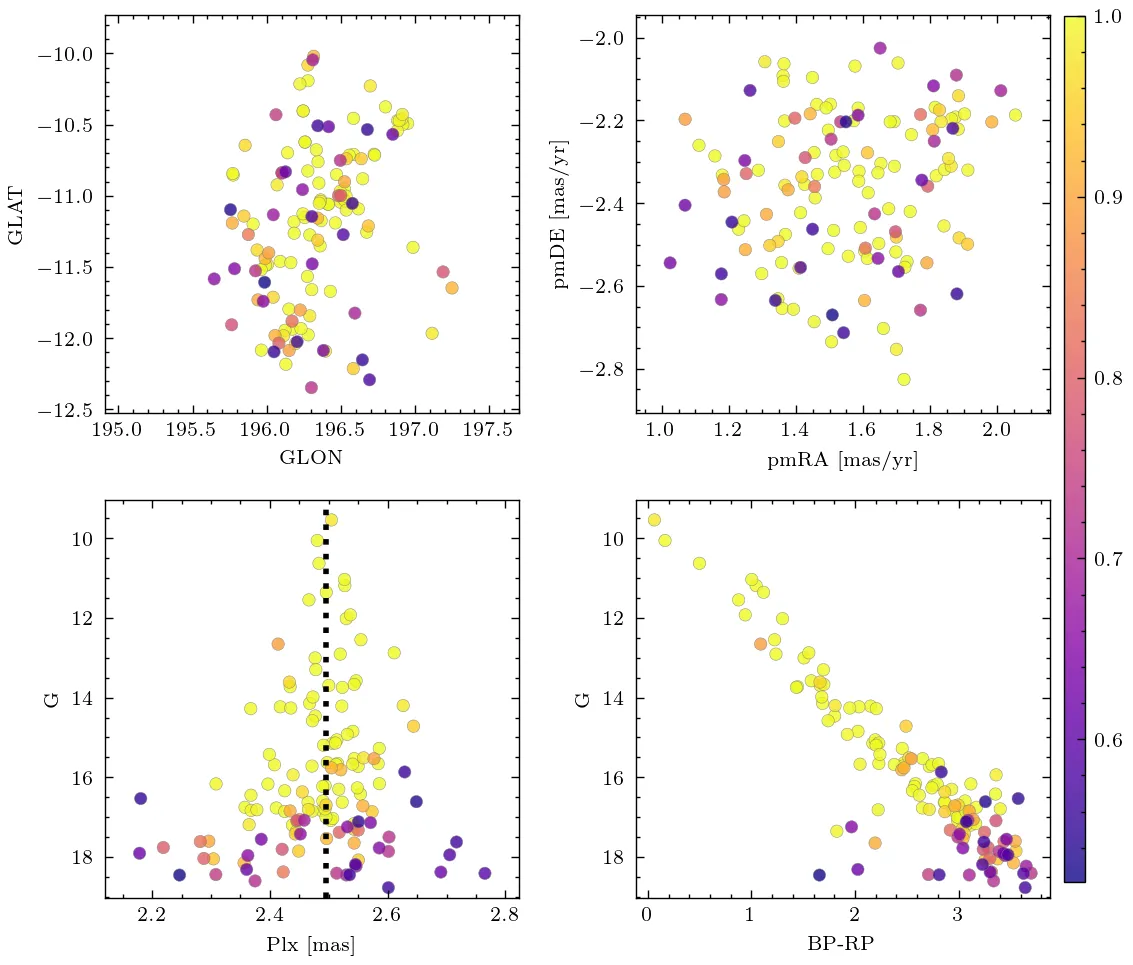 −10.0
−10.5
−11.0
−11.5
−12.0
−12.5
GLAT
195.0 195.5 196.0 196.5 197.0 197.5
GLON
−2.0
−2.2
−2.4
−2.6
−2.8
pmDE [mas/yr]
1.0 1.2 1.4 1.6 1.8 2.0
pmRA [mas/yr]
1.0
0.9
0.8
0.7
0.6
10
12
14
16
18
G
2.2 2.4 2.6 2.8
Plx [mas]
10
12
14
16
18
G
0 1 2 3
BP-RP